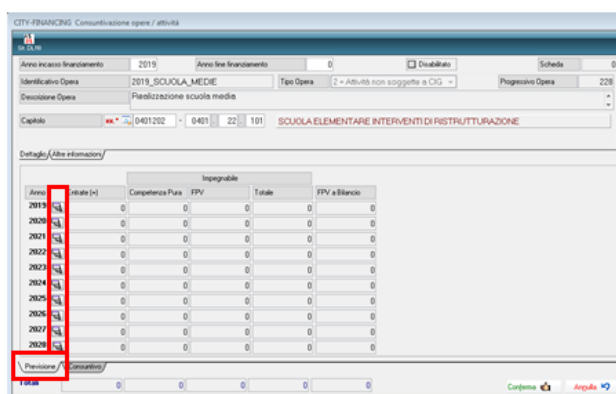 CITY-FINANCING Consuntivazione opere / attività
Anno incasso finanziamento 2019 Anno fine finanziamento 0 Disabilitato Scheda 0
Identificativo Opera 2019_SCUOLA_MEDIE Tipo Opera 2 = Attività non soggette a CIG Progressivo Opera 228
Descrizione Opera Realizzazione scuola media
Capitolo 0401202 - 0401 22 101 SCUOLA ELEMENTARE INTERVENTI DI RISTRUTTURAZIONE
Dettaglio Altre informazioni
Impegnabile
Anno Entrate (+) Competenza Pura FPV Totale FPV a Bilancio
2019 0 0 0 0 0
2020 0 0 0 0 0
2021 0 0 0 0 0
2022 0 0 0 0 0
2023 0 0 0 0 0
2024 0 0 0 0 0
2025 0 0 0 0 0
2026 0 0 0 0 0
2027 0 0 0 0 0
2028 0 0 0 0 0
Previsione Consuntivo
Totali 0 0 0 0 0 Conferma Annulla